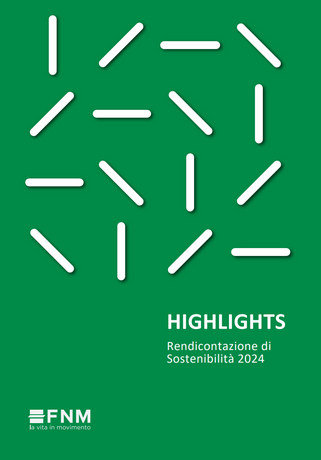 HIGHLIGHTS
Rendicontazione di
Sostenibilità 2024
FNM
la vita in movimento